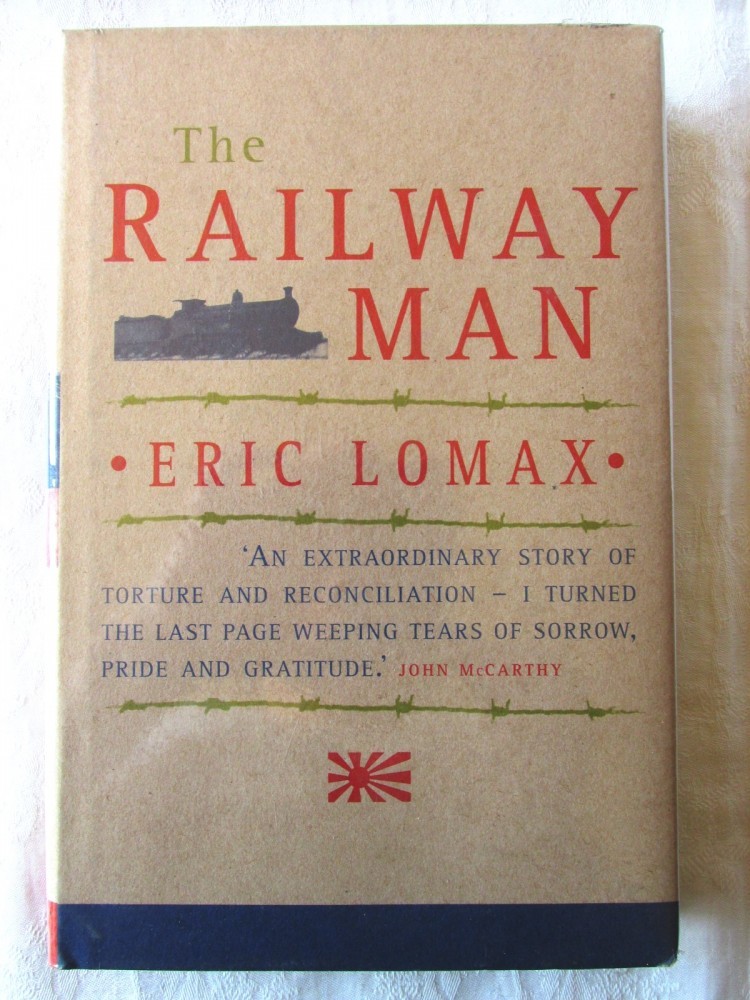 The
RAILWAY
MAN
• ERIC LOMAX •
‘AN EXTRAORDINARY STORY OF
TORTURE AND RECONCILIATION – I TURNED
THE LAST PAGE WEEPING TEARS OF SORROW,
PRIDE AND GRATITUDE.’ JOHN McCARTHY